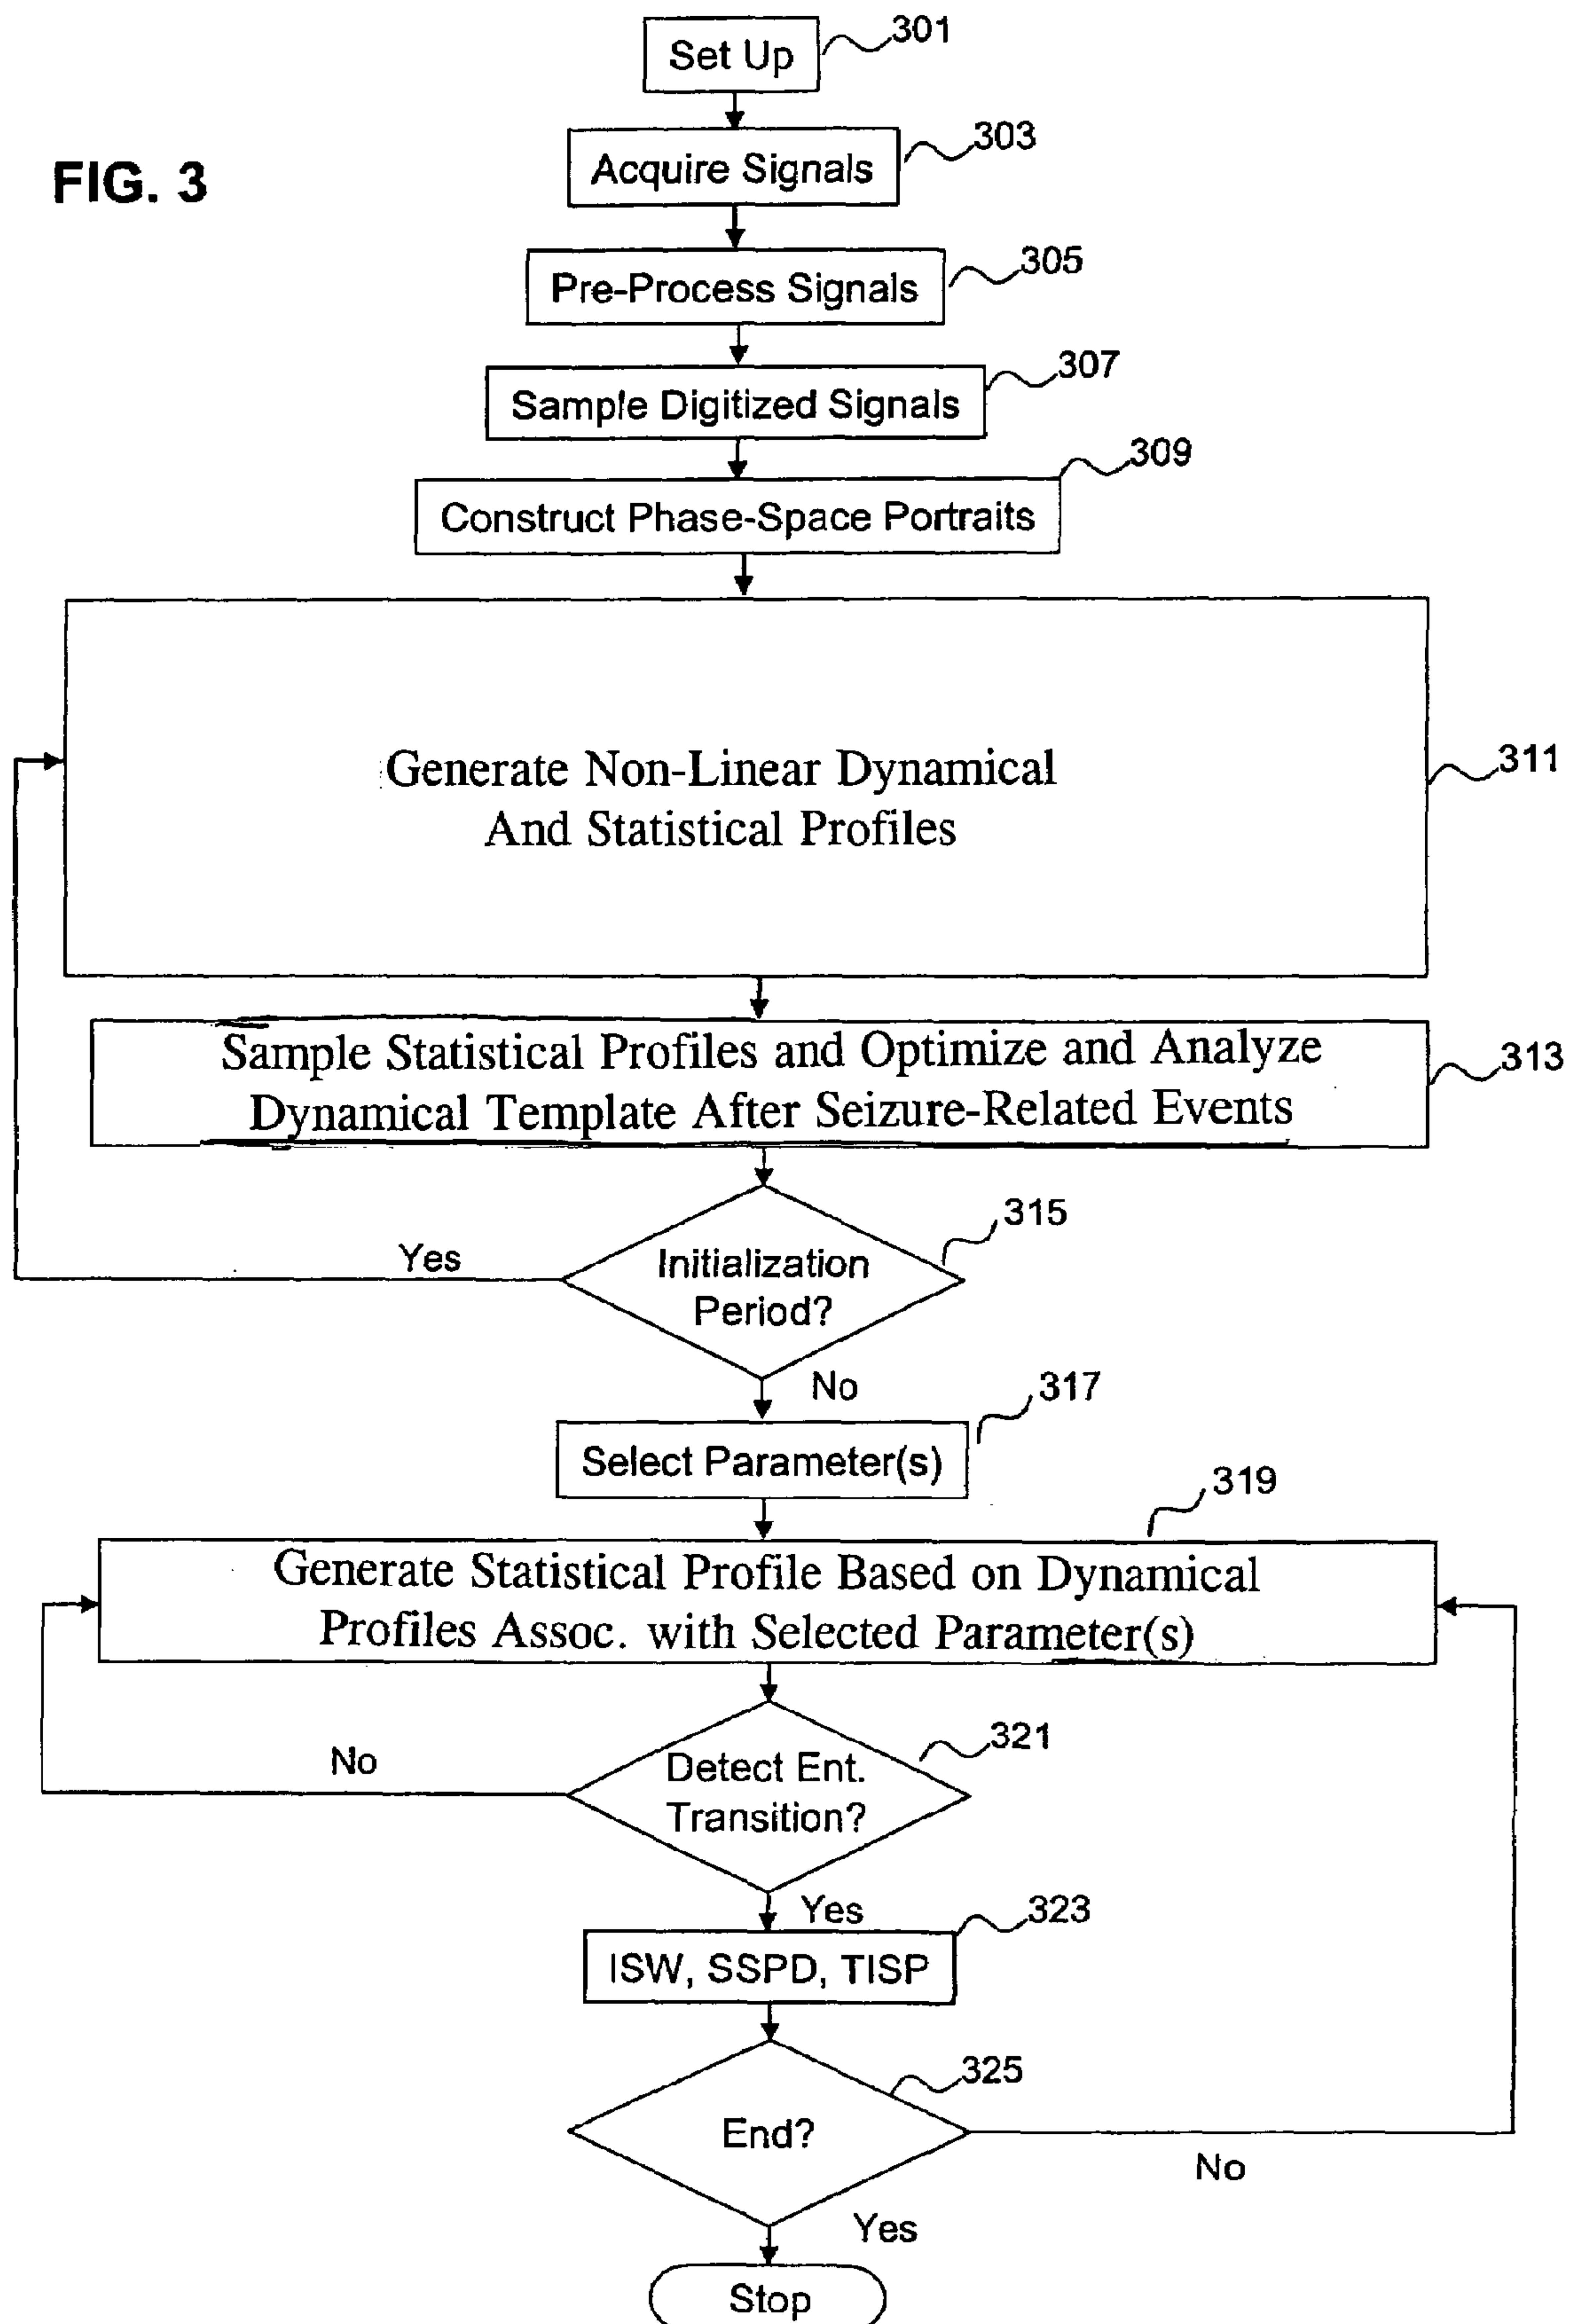 Set Up
301
Acquire Signals
303
FIG. 3
Pre-Process Signals
305
Sample Digitized Signals
307
Construct Phase-Space Portraits
309
Generate Non-Linear Dynamical
And Statistical Profiles
311
Sample Statistical Profiles and Optimize and Analyze
Dynamical Template After Seizure-Related Events
313
Initialization
Period?
315
Yes
No
Select Parameter(s)
317
319
Generate Statistical Profile Based on Dynamical
Profiles Assoc. with Selected Parameter(s)
Detect Ent.
Transition?
321
No
Yes
ISW, SSPD, TISP
323
End?
325
No
Yes
Stop